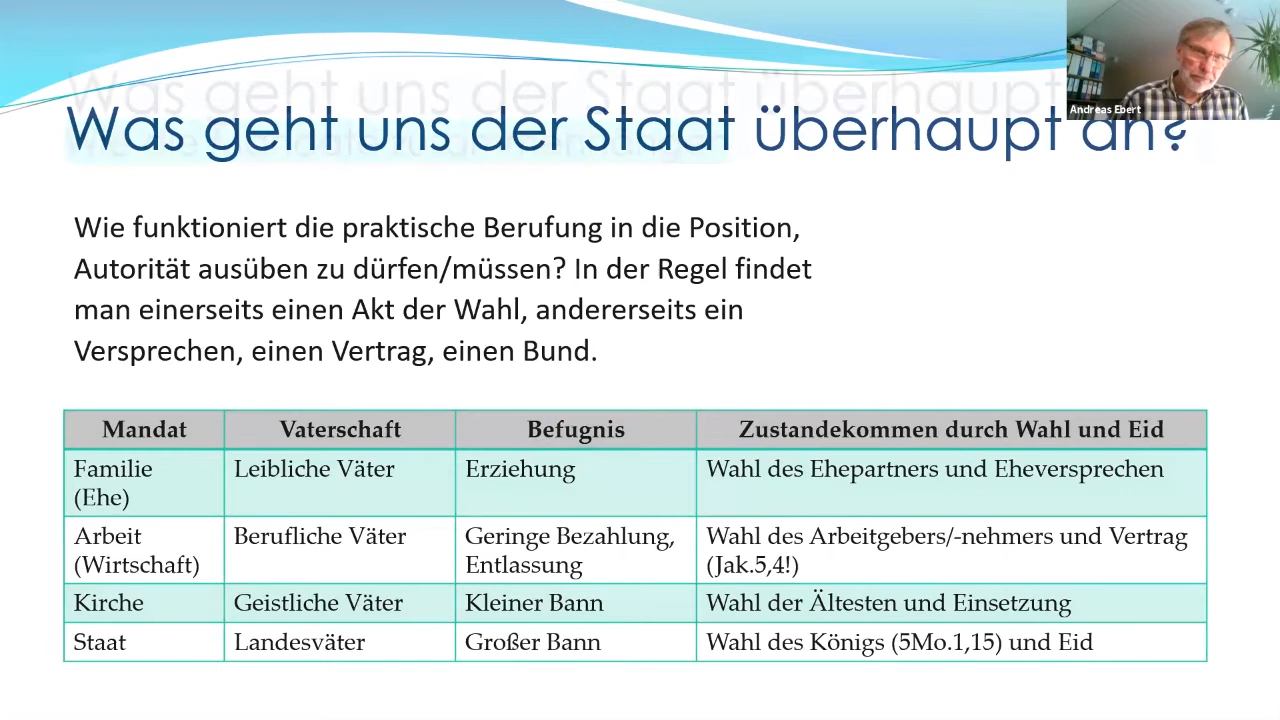 Was geht uns der Staat überhaupt an?
Andreas Ebert
Wie funktioniert die praktische Berufung in die Position,
Autorität ausüben zu dürfen/müssen? In der Regel findet
man einerseits einen Akt der Wahl, andererseits ein
Versprechen, einen Vertrag, einen Bund.
Mandat Vaterschaft Befugnis Zustandekommen durch Wahl und Eid
Familie Leibliche Väter Erziehung Wahl des Ehepartners und Eheversprechen
(Ehe)
Arbeit Berufliche Väter Geringe Bezahlung, Wahl des Arbeitgebers/-nehmers und Vertrag
(Wirtschaft) Entlassung (Jak.5,4!)
Kirche Geistliche Väter Kleiner Bann Wahl der Ältesten und Einsetzung
Staat Landesväter Großer Bann Wahl des Königs (5Mo.1,15) und Eid